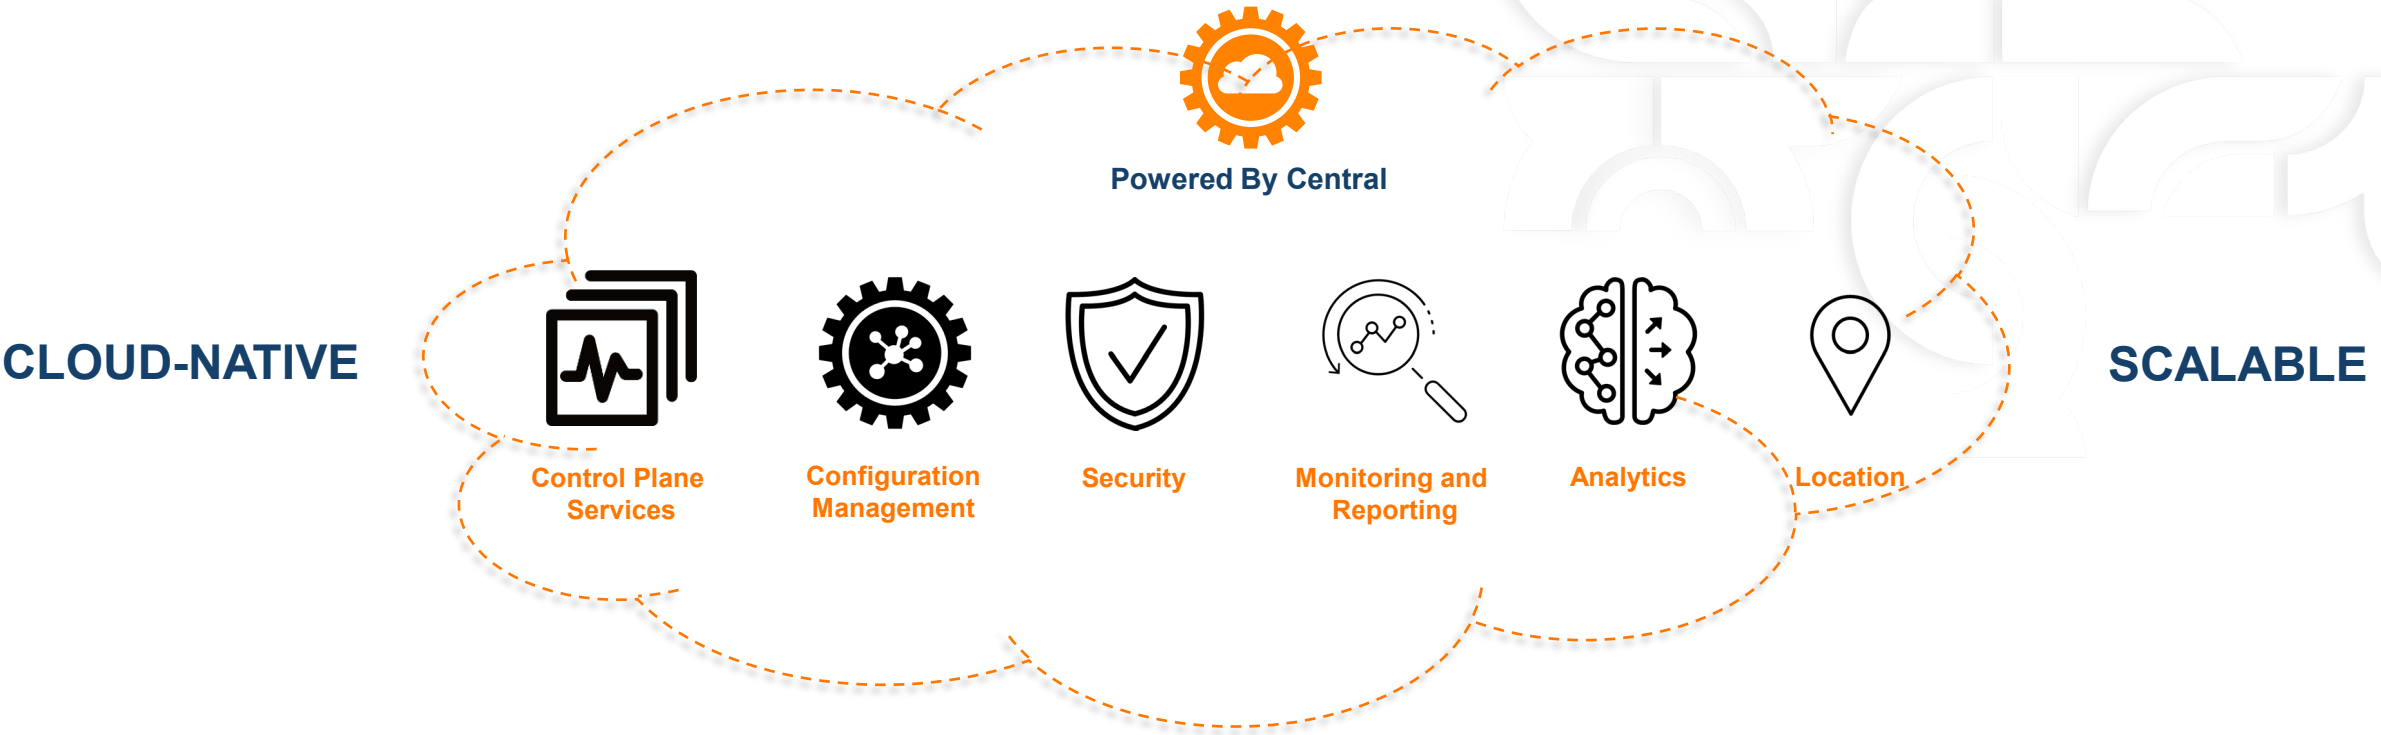 Powered By Central
CLOUD-NATIVE
SCALABLE
Control Plane
Services
Configuration
Management
Security
Monitoring and
Reporting
Analytics
Location